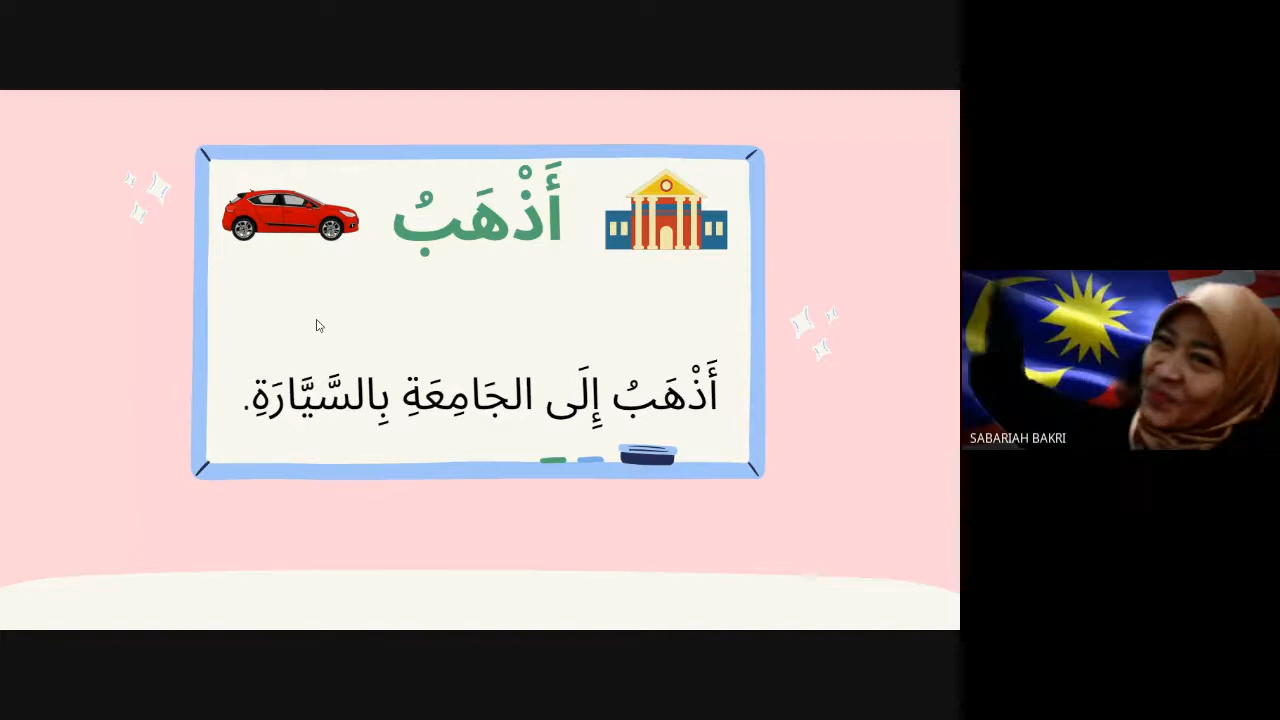 أَذْهَبُ
أَذْهَبُ إِلَى الجَامِعَةِ بِالسَّيَّارَةِ.
SABARIAH BAKRI